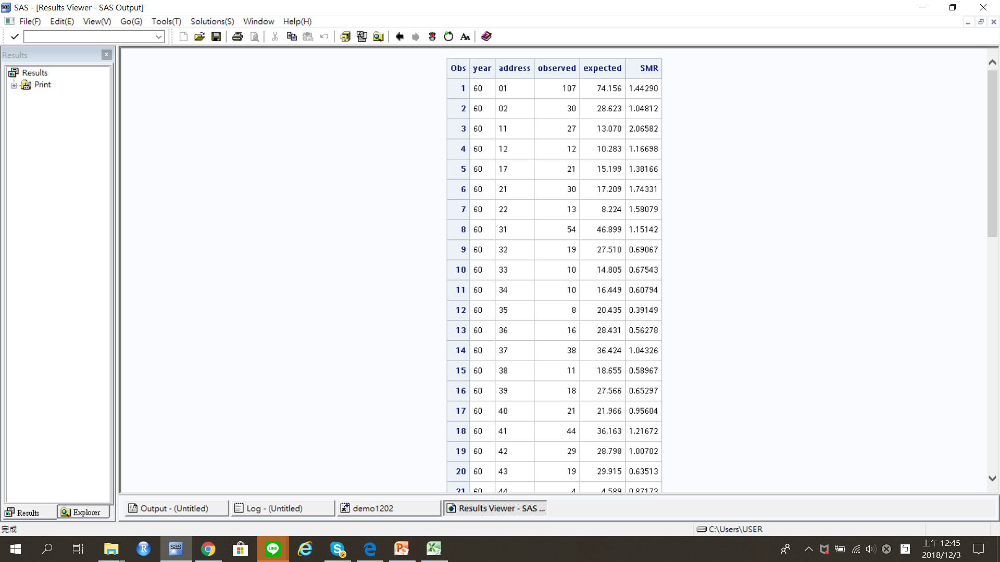 SAS - [Results Viewer - SAS Output]
File(F) Edit(E) View(V) Go(G) Tools(T) Solutions(S) Window Help(H)
Results
Results
Print
Obs year address observed expected SMR
1 60 01 107 74.156 1.44290
2 60 02 30 28.623 1.04812
3 60 11 27 13.070 2.06582
4 60 12 12 10.283 1.16698
5 60 17 21 15.199 1.38166
6 60 21 30 17.209 1.74331
7 60 22 13 8.224 1.58079
8 60 31 54 46.899 1.15142
9 60 32 19 27.510 0.69067
10 60 33 10 14.805 0.67543
11 60 34 10 16.449 0.60794
12 60 35 8 20.435 0.39149
13 60 36 16 28.431 0.56278
14 60 37 38 36.424 1.04326
15 60 38 11 18.655 0.58967
16 60 39 18 27.566 0.65297
17 60 40 21 21.966 0.95604
18 60 41 44 36.163 1.21672
19 60 42 29 28.798 1.00702
20 60 43 19 29.915 0.63513
21 60 44 4 4.589 0.87173
Results Explorer
Output - (Untitled) Log - (Untitled) demo1202 Results Viewer - SAS ...
完成
C:\Users\USER
上午 12:45
2018/12/3